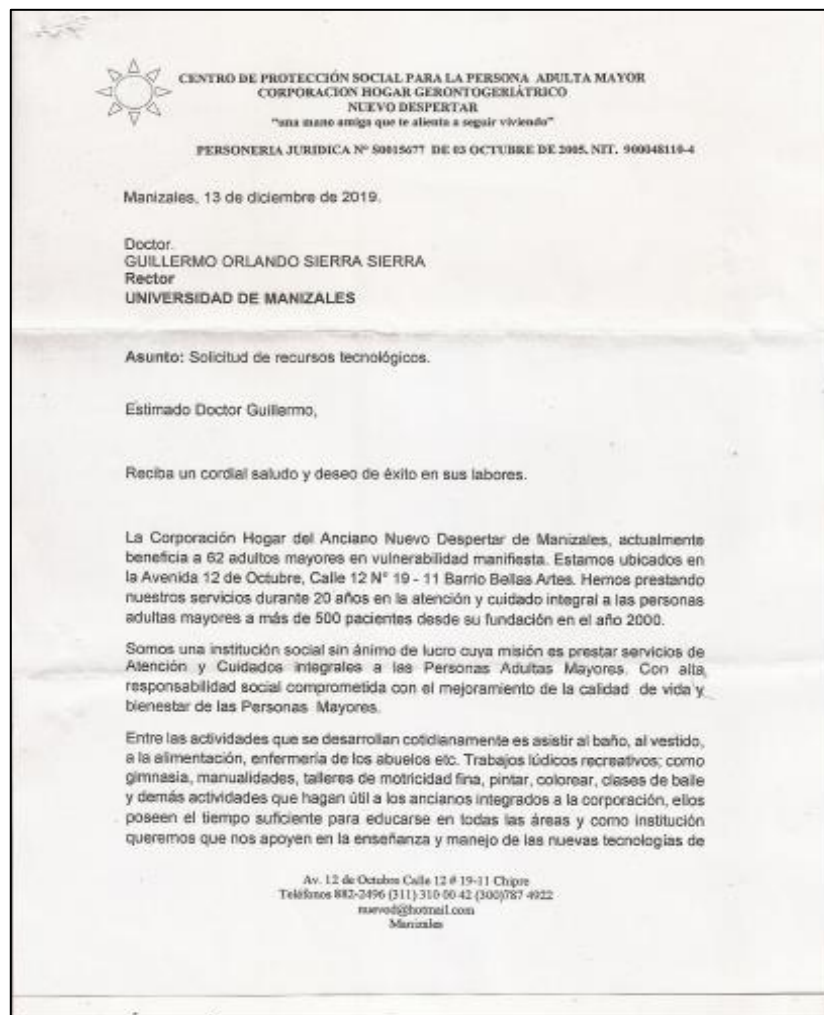 CENTRO DE PROTECCIÓN SOCIAL PARA LA PERSONA ADULTA MAYOR
CORPORACION HOGAR GERONTOGERIÁTRICO
NUEVO DESPERTAR
"una mano amiga que te alienta a seguir viviendo"
PERSONERIA JURIDICA Nº S0015677 DE 03 OCTUBRE DE 2005. NIT. 900048110-4
Manizales, 13 de diciembre de 2019.
Doctor.
GUILLERMO ORLANDO SIERRA SIERRA
Rector
UNIVERSIDAD DE MANIZALES
Asunto: Solicitud de recursos tecnológicos.
Estimado Doctor Guillermo,
Reciba un cordial saludo y deseo de éxito en sus labores.
La Corporación Hogar del Anciano Nuevo Despertar de Manizales, actualmente
beneficia a 62 adultos mayores en vulnerabilidad manifiesta. Estamos ubicados en
la Avenida 12 de Octubre, Calle 12 N° 19 - 11 Barrio Bellas Artes. Hemos prestando
nuestros servicios durante 20 años en la atención y cuidado integral a las personas
adultas mayores a más de 500 pacientes desde su fundación en el año 2000.
Somos una institución social sin ánimo de lucro cuya misión es prestar servicios de
Atención y Cuidados integrales a las Personas Adultas Mayores. Con alta
responsabilidad social comprometida con el mejoramiento de la calidad de vida y
bienestar de las Personas Mayores.
Entre las actividades que se desarrollan cotidianamente es asistir al baño, al vestido,
a la alimentación, enfermería de los abuelos etc. Trabajos lúdicos recreativos; como
gimnasia, manualidades, talleres de motricidad fina, pintar, colorear, clases de baile
y demás actividades que hagan útil a los ancianos integrados a la corporación, ellos
poseen el tiempo suficiente para educarse en todas las áreas y como institución
queremos que nos apoyen en la enseñanza y manejo de las nuevas tecnologías de
Av. 12 de Octubre Calle 12 # 19-11 Chipre
Teléfonos 882-2496 (311) 310 00 42 (300)787 4922
nuevod@hotmail.com
Manizales